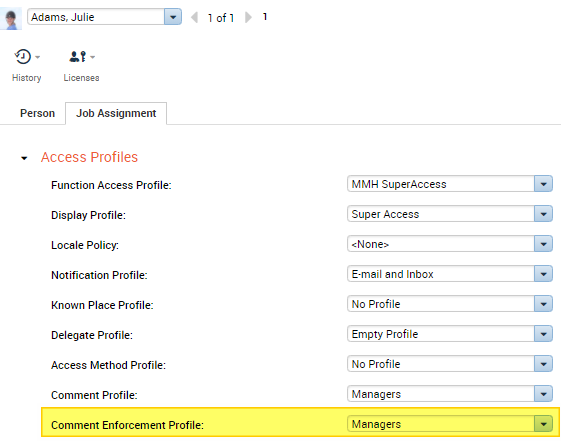 Adams, Julie 1 of 1 1
History Licenses
Person Job Assignment
Access Profiles
Function Access Profile: MMH SuperAccess
Display Profile: Super Access
Locale Policy: <None>
Notification Profile: E-mail and Inbox
Known Place Profile: No Profile
Delegate Profile: Empty Profile
Access Method Profile: No Profile
Comment Profile: Managers
Comment Enforcement Profile: Managers